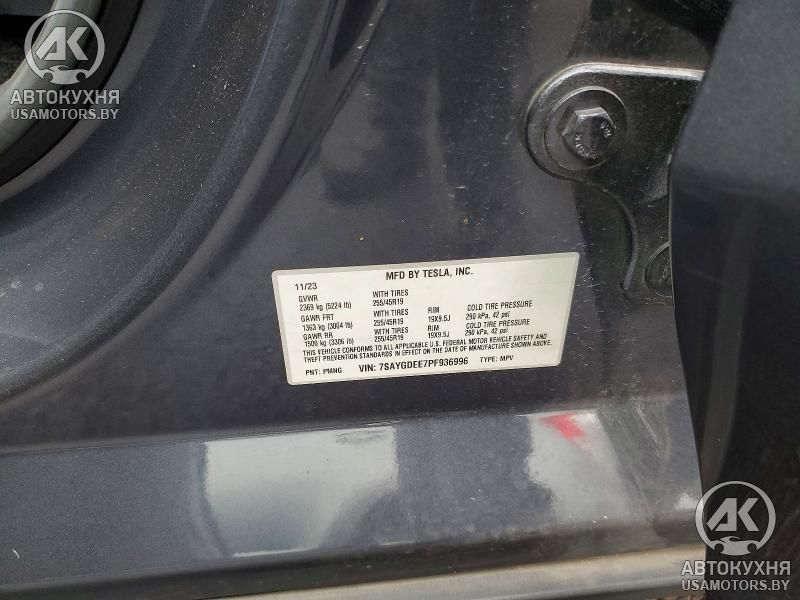 АК
АВТОКУХНЯ
USAMOTORS.BY
MFD BY TESLA, INC.
11/23
GVWR WITH TIRES
2369 kg (5224 lb) 255/45R19
GAWR FRT WITH TIRES RIM COLD TIRE PRESSURE
1363 kg (3004 lb) 255/45R19 19X9.5J 290 kPa, 42 psi
GAWR RR WITH TIRES RIM COLD TIRE PRESSURE
1500 kg (3306 lb) 255/45R19 19X9.5J 290 kPa, 42 psi
THIS VEHICLE CONFORMS TO ALL APPLICABLE U.S. FEDERAL MOTOR VEHICLE SAFETY AND
THEFT PREVENTION STANDARDS IN EFFECT ON THE DATE OF MANUFACTURE SHOWN ABOVE.
PNT: PMNG VIN: 7SAYGDEE7PF936996 TYPE: MPV
АК
АВТОКУХНЯ
USAMOTORS.BY